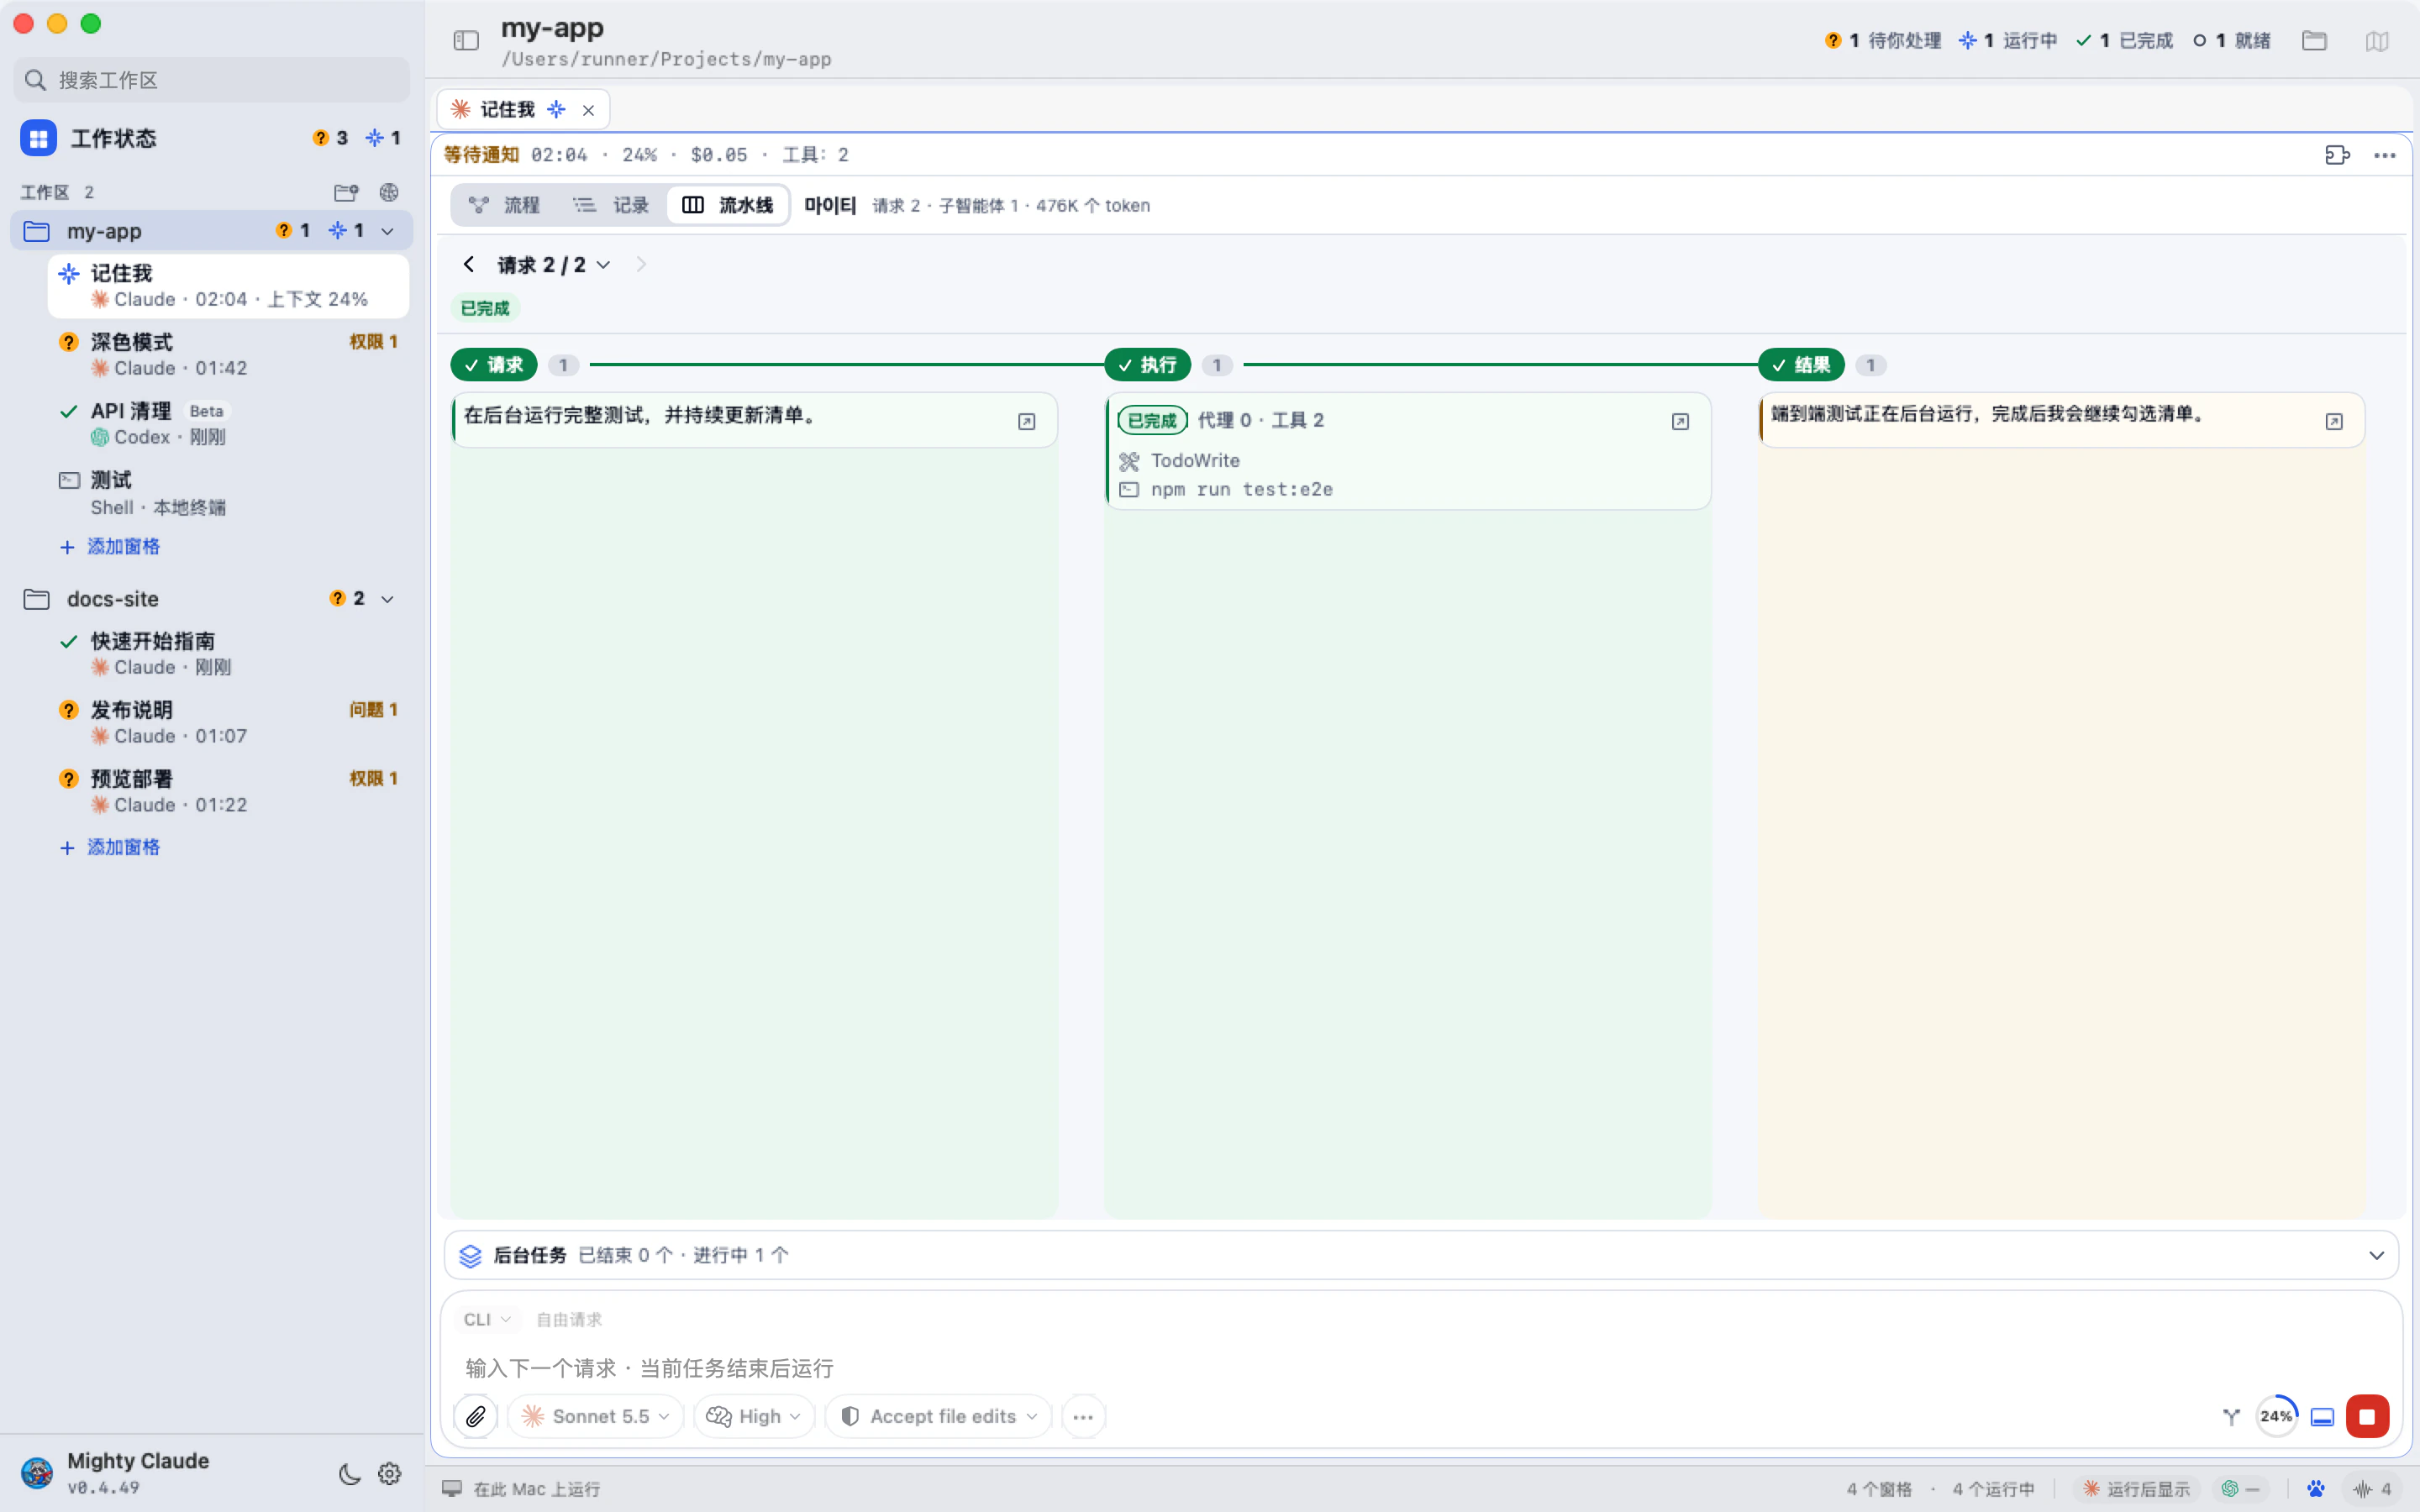 my-app
/Users/runner/Projects/my-app
1 待你处理 1 运行中 1 已完成 1 就绪
搜索工作区
工作状态 3 1
工作区 2
my-app 1 1
记住我
Claude · 02:04 · 上下文 24%
深色模式 权限 1
Claude · 01:42
API 清理 Beta
Codex · 刚刚
测试
Shell · 本地终端
+ 添加窗格
docs-site 2
快速开始指南
Claude · 刚刚
发布说明 问题 1
Claude · 01:07
预览部署 权限 1
Claude · 01:22
+ 添加窗格
Mighty Claude
v0.4.49
记住我
等待通知 02:04 · 24% · $0.05 · 工具: 2
流程 记录 流水线 마이티 请求 2 · 子智能体 1 · 476K 个 token
请求 2 / 2
已完成
请求 1 执行 1 结果 1
在后台运行完整测试，并持续更新清单。
已完成 代理 0 · 工具 2
TodoWrite
npm run test:e2e
端到端测试正在后台运行，完成后我会继续勾选清单。
后台任务 已结束 0 个 · 进行中 1 个
CLI 自由请求
输入下一个请求 · 当前任务结束后运行
Sonnet 5.5 High Accept file edits 24%
在此 Mac 上运行 4 个窗格 · 4 个运行中 运行后显示 — 4